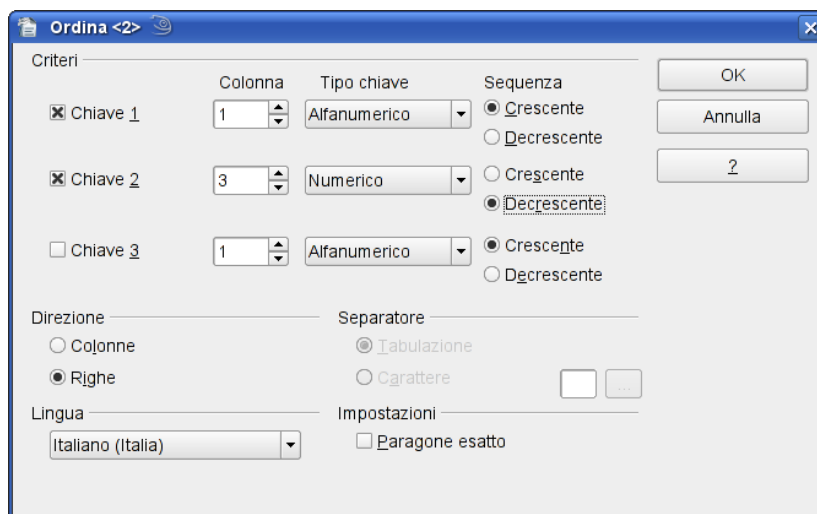 Ordina <2>
Criteri
Colonna Tipo chiave Sequenza
Chiave 1 1 Alfanumerico Crescente
Decrescente
Chiave 2 3 Numerico Crescente
Decrescente
Chiave 3 1 Alfanumerico Crescente
Decrescente
OK
Annulla
?
Direzione
Colonne
Righe
Separatore
Tabulazione
Carattere
...
Lingua
Italiano (Italia)
Impostazioni
Paragone esatto